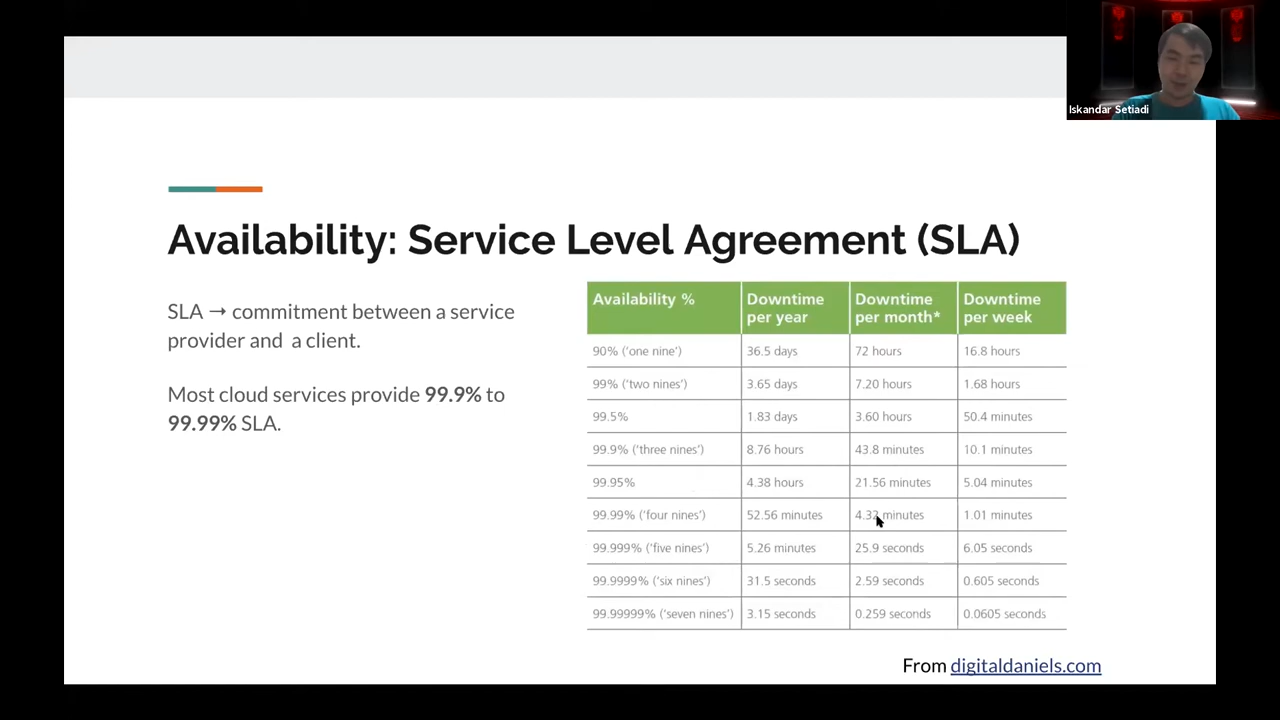 Iskandar Setiadi
Availability: Service Level Agreement (SLA)
SLA → commitment between a service
provider and a client.
Most cloud services provide 99.9% to
99.99% SLA.
Availability % Downtime per year Downtime per month* Downtime per week
90% ('one nine') 36.5 days 72 hours 16.8 hours
99% ('two nines') 3.65 days 7.20 hours 1.68 hours
99.5% 1.83 days 3.60 hours 50.4 minutes
99.9% ('three nines') 8.76 hours 43.8 minutes 10.1 minutes
99.95% 4.38 hours 21.56 minutes 5.04 minutes
99.99% ('four nines') 52.56 minutes 4.32 minutes 1.01 minutes
99.999% ('five nines') 5.26 minutes 25.9 seconds 6.05 seconds
99.9999% ('six nines') 31.5 seconds 2.59 seconds 0.605 seconds
99.99999% ('seven nines') 3.15 seconds 0.259 seconds 0.0605 seconds
From digitaldaniels.com